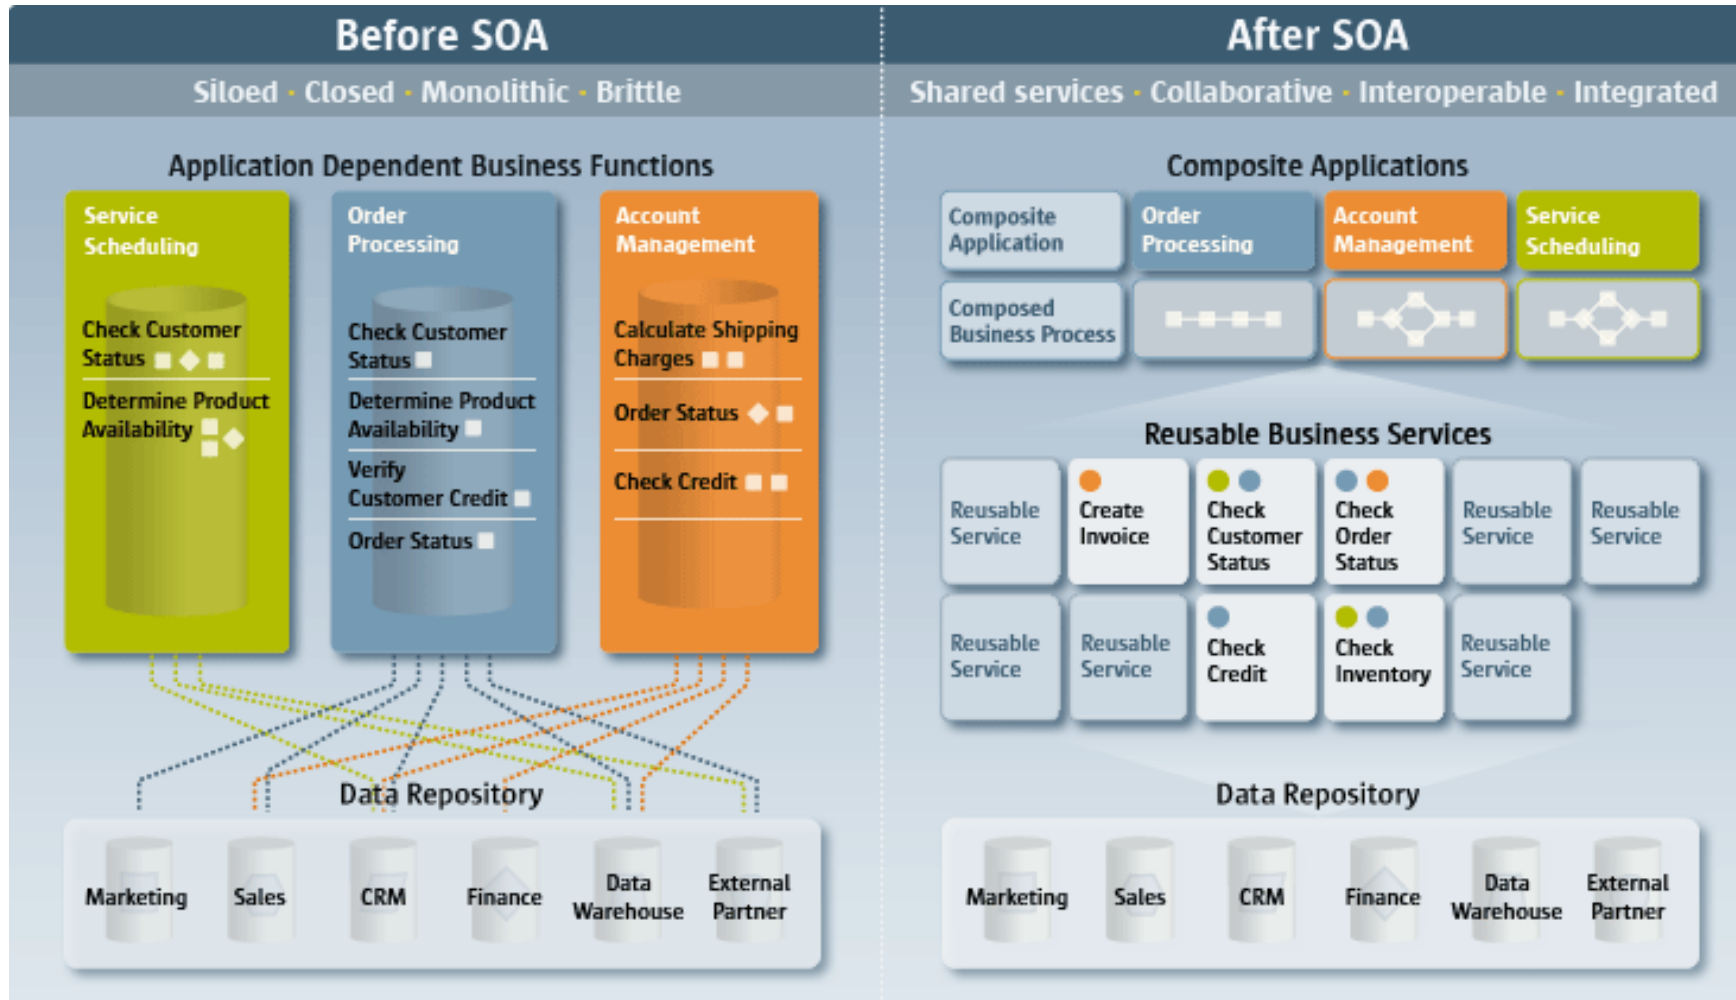 Before SOA
Siloed · Closed · Monolithic · Brittle
Application Dependent Business Functions
Service
Scheduling
Check Customer
Status
Determine Product
Availability
Order
Processing
Check Customer
Status
Determine Product
Availability
Verify
Customer Credit
Order Status
Account
Management
Calculate Shipping
Charges
Order Status
Check Credit
Data Repository
Marketing
Sales
CRM
Finance
Data
Warehouse
External
Partner
After SOA
Shared services · Collaborative · Interoperable · Integrated
Composite Applications
Composite
Application
Order
Processing
Account
Management
Service
Scheduling
Composed
Business Process
Reusable Business Services
Reusable
Service
Create
Invoice
Check
Customer
Status
Check
Order
Status
Reusable
Service
Reusable
Service
Reusable
Service
Reusable
Service
Check
Credit
Check
Inventory
Reusable
Service
Data Repository
Marketing
Sales
CRM
Finance
Data
Warehouse
External
Partner